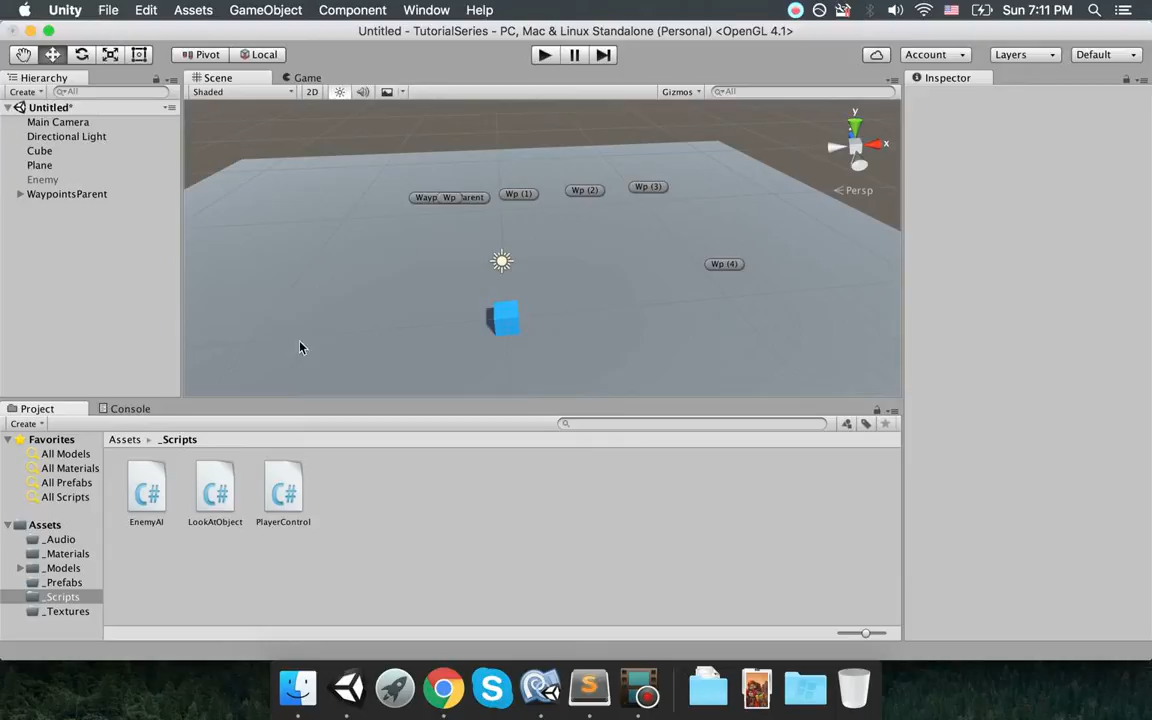 Unity File Edit Assets GameObject Component Window Help Sun 7:11 PM
Untitled - TutorialSeries - PC, Mac & Linux Standalone (Personal) <OpenGL 4.1>
Pivot Local Account Layers Default
Hierarchy Scene Game Inspector
Create All Shaded 2D Gizmos All
Untitled*
Main Camera
Directional Light
Cube
Plane
Enemy
WaypointsParent
y
x
Persp
Wayp Wp arent Wp (1) Wp (2) Wp (3)
Wp (4)
Project Console
Create
Favorites
All Models
All Materials
All Prefabs
All Scripts
Assets
_Audio
_Materials
_Models
_Prefabs
_Scripts
_Textures
Assets _Scripts
C# C# C#
EnemyAI LookAtObject PlayerControl
S S